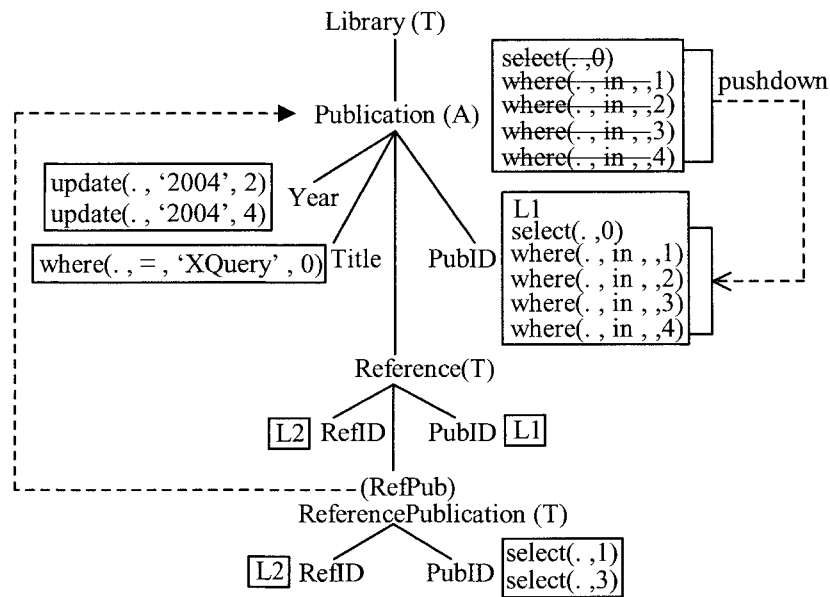 Library (T)
select(. ,0)
where(. , in , ,1)
where(. , in , ,2)
where(. , in , ,3)
where(. , in , ,4)
pushdown
Publication (A)
update(. , ‘2004’, 2)
update(. , ‘2004’, 4)
Year
where(. , = , ‘XQuery’ , 0)
Title
PubID
L1
select(. ,0)
where(. , in , ,1)
where(. , in , ,2)
where(. , in , ,3)
where(. , in , ,4)
Reference(T)
L2 RefID
PubID L1
(RefPub)
ReferencePublication (T)
L2 RefID
PubID
select(. ,1)
select(. ,3)